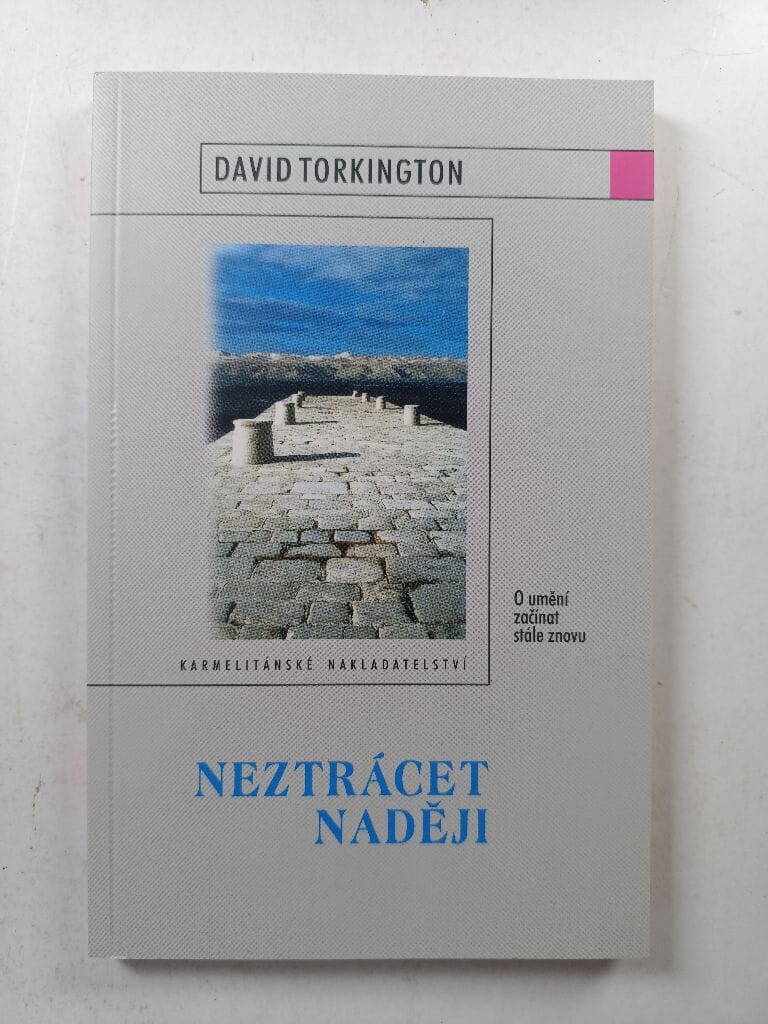 DAVID TORKINGTON
O umění
začínat
stále znovu
KARMELITÁNSKÉ NAKLADATELSTVÍ
NEZTRÁCET
NADĚJI